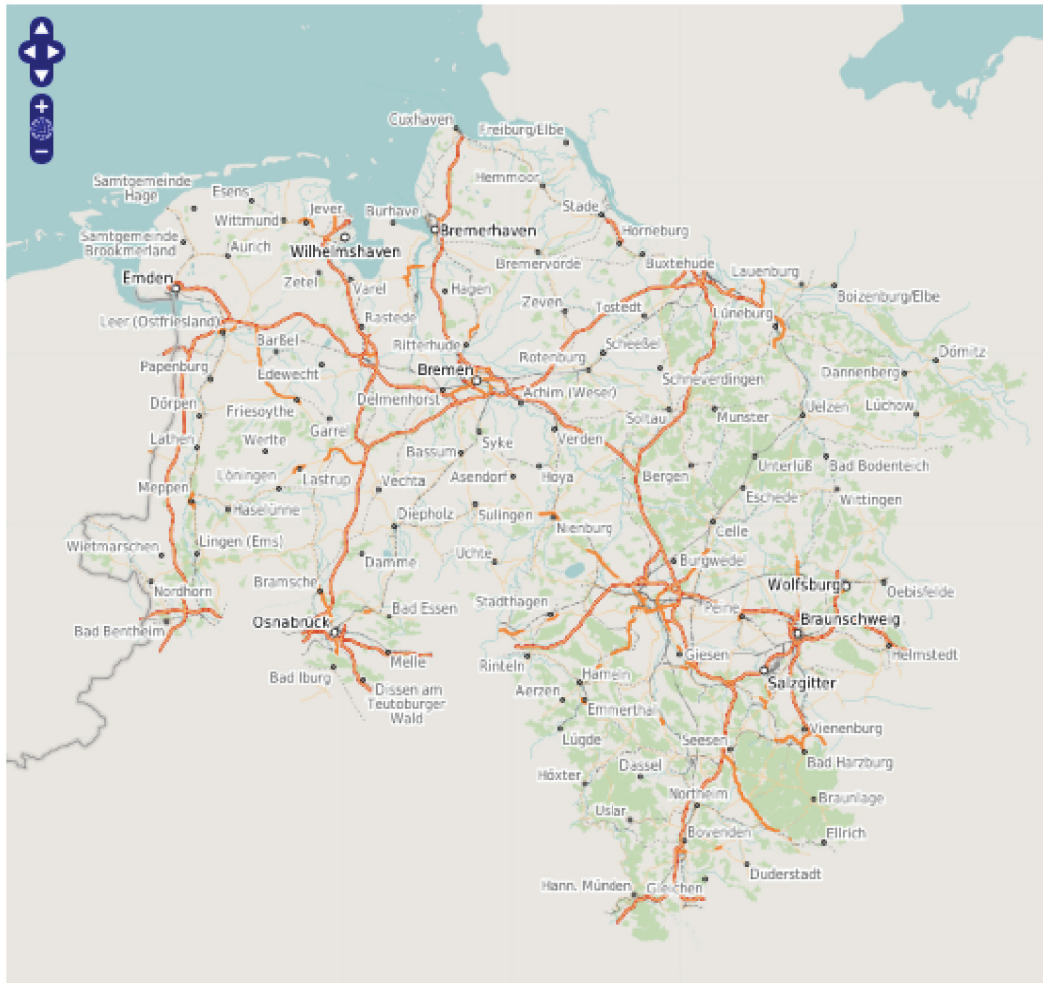 +
−
Cuxhaven
Freiburg/Elbe
Hemmoor
Samtgemeinde
Hage
Esens
Jever
Burhave
Stade
Wittmund
Bremerhaven
Horneburg
Samtgemeinde
Brookmerland
Aurich
Wilhelmshaven
Bremervörde
Buxtehude
Lauenburg
Emden
Zetel
Varel
Hagen
Zeven
Tostedt
Boizenburg/Elbe
Leer (Ostfriesland)
Rastede
Lüneburg
Barßel
Ritterhude
Rotenburg
Scheeßel
Dömitz
Papenburg
Edewecht
Bremen
Schneverdingen
Dannenberg
Dörpen
Friesoythe
Delmenhorst
Achim (Weser)
Soltau
Munster
Uelzen
Lüchow
Garrel
Lathen
Werlte
Syke
Verden
Bassum
Unterlüß
Bad Bodenteich
Löningen
Lastrup
Vechta
Asendorf
Hoya
Bergen
Meppen
Eschede
Wittingen
Haselünne
Diepholz
Sulingen
Nienburg
Celle
Wietmarschen
Lingen (Ems)
Damme
Uchte
Burgwedel
Nordhorn
Bramsche
Wolfsburg
Oebisfelde
Bad Essen
Stadthagen
Peine
Osnabrück
Braunschweig
Bad Bentheim
Melle
Rinteln
Giesen
Helmstedt
Bad Iburg
Hameln
Salzgitter
Dissen am
Teutoburger
Wald
Aerzen
Emmerthal
Lügde
Seesen
Vienenburg
Bad Harzburg
Höxter
Dassel
Northeim
Braunlage
Uslar
Bovenden
Ellrich
Duderstadt
Hann. Münden
Gleichen